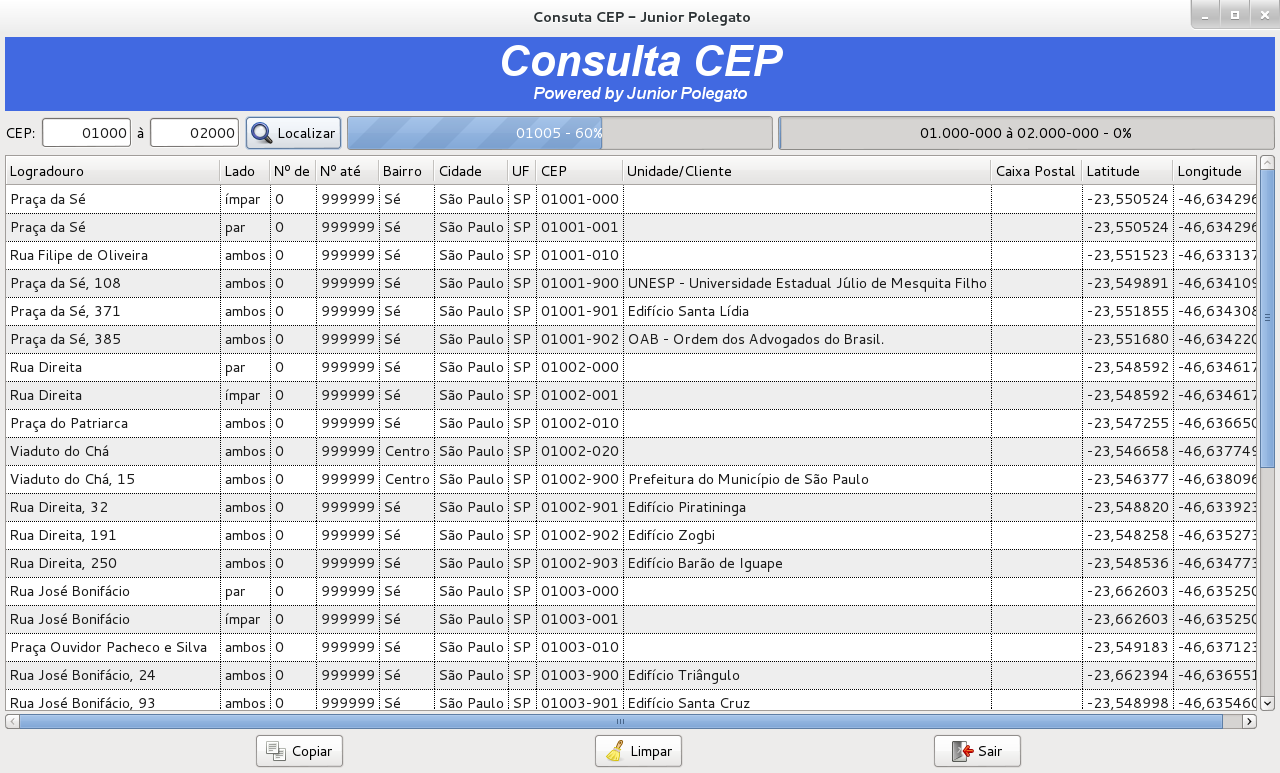 Consuta CEP - Junior Polegato
Consulta CEP
Powered by Junior Polegato
CEP: 01000 à 02000 Localizar 01005 - 60% 01.000-000 à 02.000-000 - 0%
Logradouro Lado Nº de Nº até Bairro Cidade UF CEP Unidade/Cliente Caixa Postal Latitude Longitude
Praça da Sé ímpar 0 999999 Sé São Paulo SP 01001-000 -23,550524 -46,634296
Praça da Sé par 0 999999 Sé São Paulo SP 01001-001 -23,550524 -46,634296
Rua Filipe de Oliveira ambos 0 999999 Sé São Paulo SP 01001-010 -23,551523 -46,633137
Praça da Sé, 108 ambos 0 999999 Sé São Paulo SP 01001-900 UNESP - Universidade Estadual Júlio de Mesquita Filho -23,549891 -46,634109
Praça da Sé, 371 ambos 0 999999 Sé São Paulo SP 01001-901 Edifício Santa Lídia -23,551855 -46,634308
Praça da Sé, 385 ambos 0 999999 Sé São Paulo SP 01001-902 OAB - Ordem dos Advogados do Brasil. -23,551680 -46,634220
Rua Direita par 0 999999 Sé São Paulo SP 01002-000 -23,548592 -46,634617
Rua Direita ímpar 0 999999 Sé São Paulo SP 01002-001 -23,548592 -46,634617
Praça do Patriarca ambos 0 999999 Sé São Paulo SP 01002-010 -23,547255 -46,636650
Viaduto do Chá ambos 0 999999 Centro São Paulo SP 01002-020 -23,546658 -46,637749
Viaduto do Chá, 15 ambos 0 999999 Centro São Paulo SP 01002-900 Prefeitura do Município de São Paulo -23,546377 -46,638096
Rua Direita, 32 ambos 0 999999 Sé São Paulo SP 01002-901 Edifício Piratininga -23,548820 -46,633923
Rua Direita, 191 ambos 0 999999 Sé São Paulo SP 01002-902 Edifício Zogbi -23,548258 -46,635273
Rua Direita, 250 ambos 0 999999 Sé São Paulo SP 01002-903 Edifício Barão de Iguape -23,548536 -46,634773
Rua José Bonifácio par 0 999999 Sé São Paulo SP 01003-000 -23,662603 -46,635250
Rua José Bonifácio ímpar 0 999999 Sé São Paulo SP 01003-001 -23,662603 -46,635250
Praça Ouvidor Pacheco e Silva ambos 0 999999 Sé São Paulo SP 01003-010 -23,549183 -46,637123
Rua José Bonifácio, 24 ambos 0 999999 Sé São Paulo SP 01003-900 Edifício Triângulo -23,662394 -46,636551
Rua José Bonifácio, 93 ambos 0 999999 Sé São Paulo SP 01003-901 Edifício Santa Cruz -23,548998 -46,635460
Copiar Limpar Sair